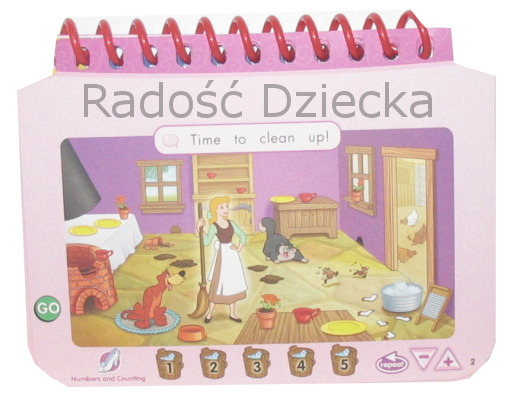 Radość Dziecka
Time to clean up!
GO
1 2 3 4 5
repeat
2
Numbers and Counting